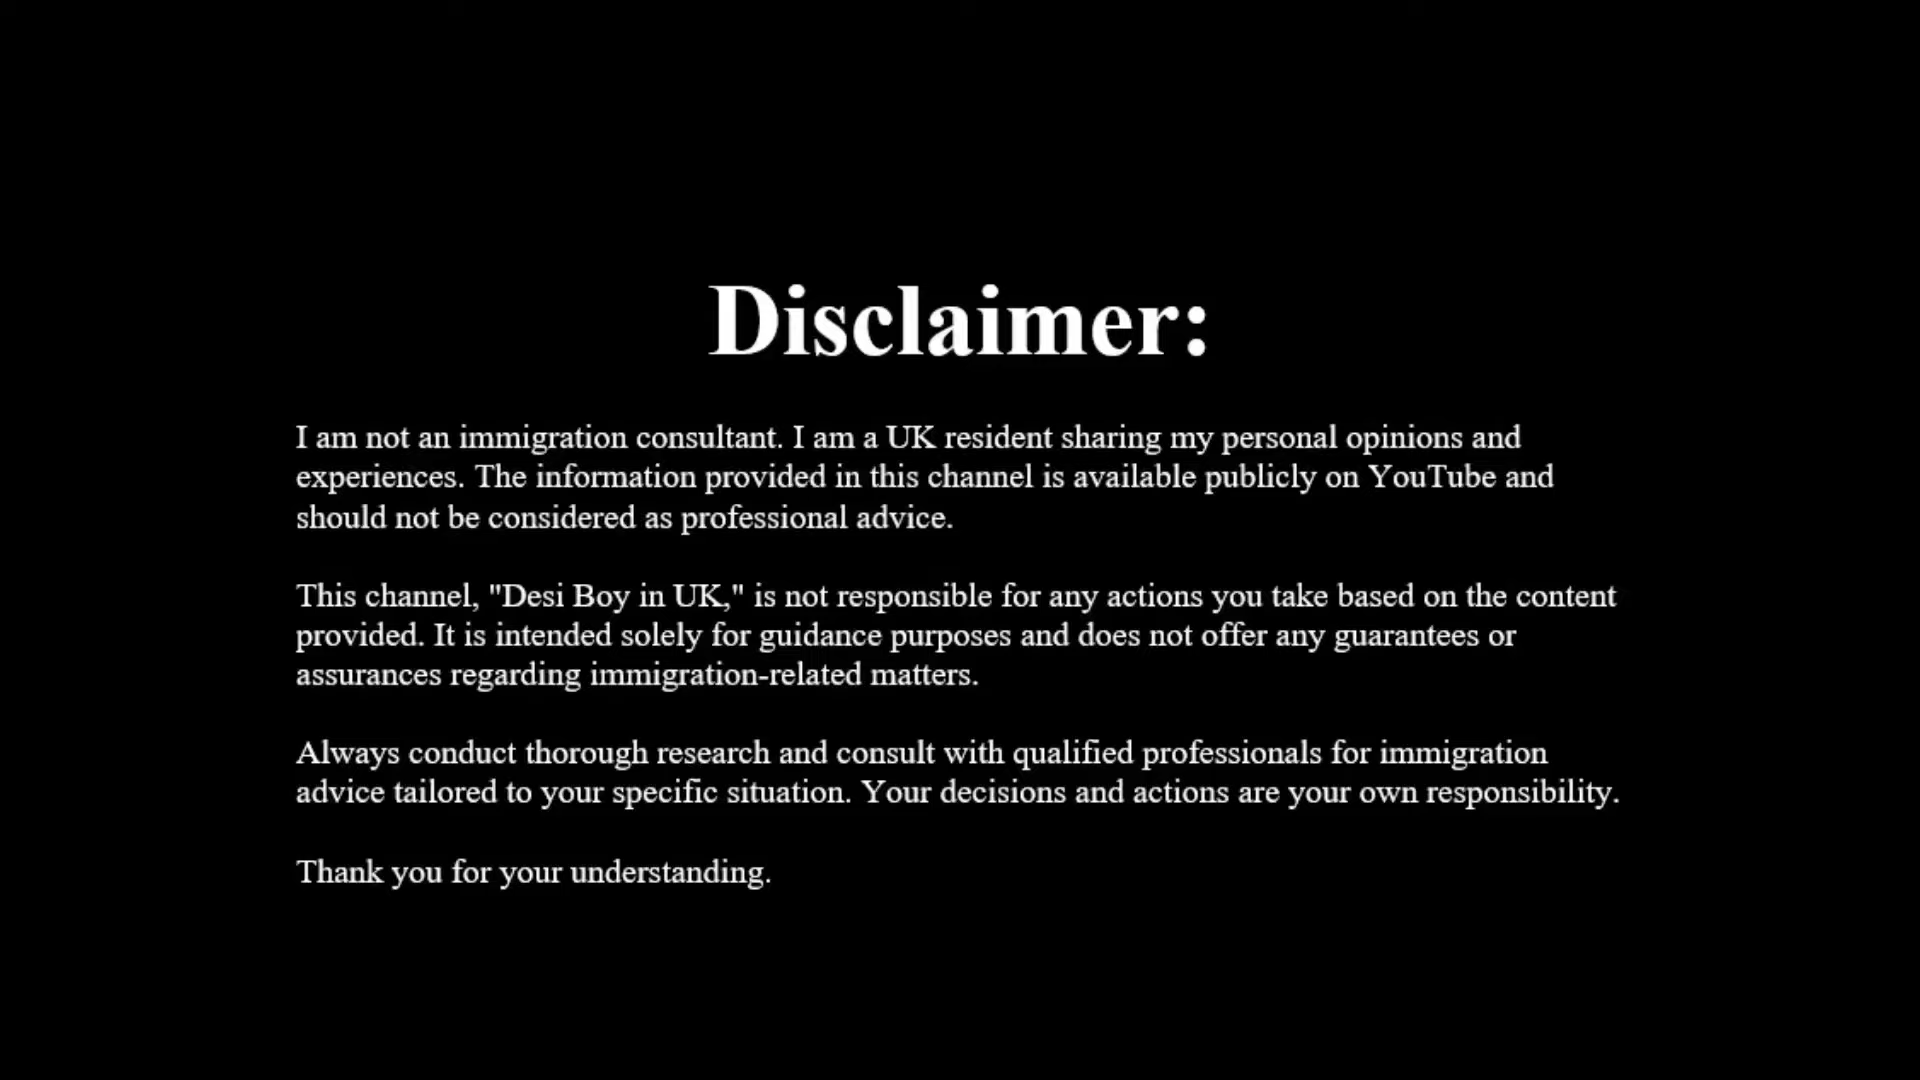 Disclaimer:
I am not an immigration consultant. I am a UK resident sharing my personal opinions and
experiences. The information provided in this channel is available publicly on YouTube and
should not be considered as professional advice.
This channel, "Desi Boy in UK," is not responsible for any actions you take based on the content
provided. It is intended solely for guidance purposes and does not offer any guarantees or
assurances regarding immigration-related matters.
Always conduct thorough research and consult with qualified professionals for immigration
advice tailored to your specific situation. Your decisions and actions are your own responsibility.
Thank you for your understanding.